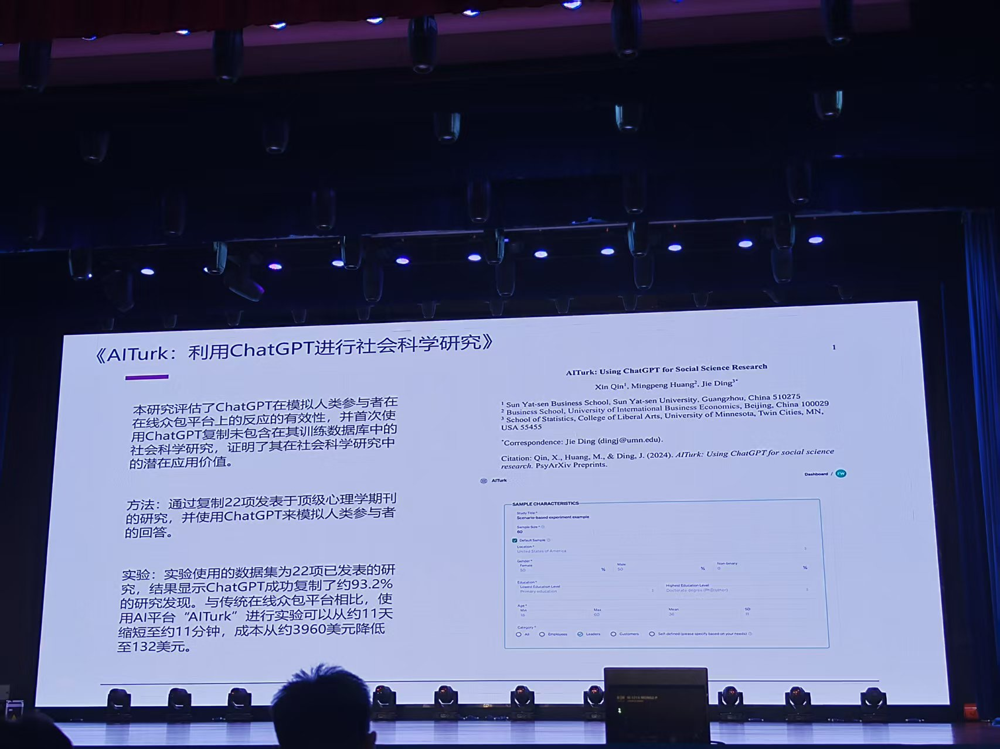 《AITurk：利用ChatGPT进行社会科学研究》
本研究评估了ChatGPT在模拟人类参与者在
在线众包平台上的反应的有效性，并首次使
用ChatGPT复制未包含在其训练数据库中的
社会科学研究，证明了其在社会科学研究中
的潜在应用价值。
方法：通过复制22项发表于顶级心理学期刊
的研究，并使用ChatGPT来模拟人类参与者
的回答。
实验：实验使用的数据集为22项已发表的研
究，结果显示ChatGPT成功复制了约93.2%
的研究发现。与传统在线众包平台相比，使
用AI平台“AITurk”进行实验可以从约11天
缩短至约11分钟，成本从约3960美元降低
至132美元。
1
AITurk: Using ChatGPT for Social Science Research
Xin Qin¹, Mingpeng Huang², Jie Ding³*
¹ Sun Yat-sen Business School, Sun Yat-sen University, Guangzhou, China 510275
² Business School, University of International Business Economics, Beijing, China 100029
³ School of Statistics, College of Liberal Arts, University of Minnesota, Twin Cities, MN,
USA 55455
*Correspondence: Jie Ding (dingj@umn.edu).
Citation: Qin, X., Huang, M., & Ding, J. (2024). AITurk: Using ChatGPT for social science
research. PsyArXiv Preprints.
AITurk
Dashboard / FW
SAMPLE CHARACTERISTICS
Study Title *
Scenario-based experiment example
Sample Size *
60
Default Sample
Location *
United States of America
Gender *
Female Male Non-binary
50 % 50 % 0 %
Education *
Lowest Education Level Highest Education Level
Primary education Doctorate degree (PhD/other)
Age *
Min Max Mean SD
18 60 36 11
Category *
All Employees Leaders Customers Self-defined (please specify based on your needs)